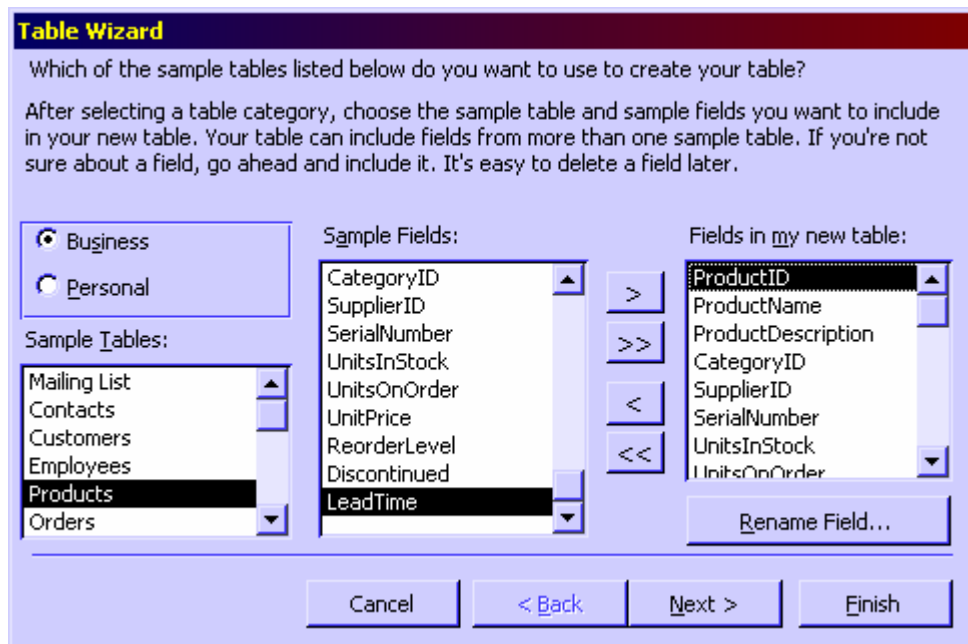 Table Wizard
Which of the sample tables listed below do you want to use to create your table?
After selecting a table category, choose the sample table and sample fields you want to include
in your new table. Your table can include fields from more than one sample table. If you're not
sure about a field, go ahead and include it. It's easy to delete a field later.
Business
Personal
Sample Tables:
Mailing List
Contacts
Customers
Employees
Products
Orders
Sample Fields:
CategoryID
SupplierID
SerialNumber
UnitsInStock
UnitsOnOrder
UnitPrice
ReorderLevel
Discontinued
LeadTime
>
>>
<
<<
Fields in my new table:
ProductID
ProductName
ProductDescription
CategoryID
SupplierID
SerialNumber
UnitsInStock
UnitsOnOrder
Rename Field...
Cancel
< Back
Next >
Finish